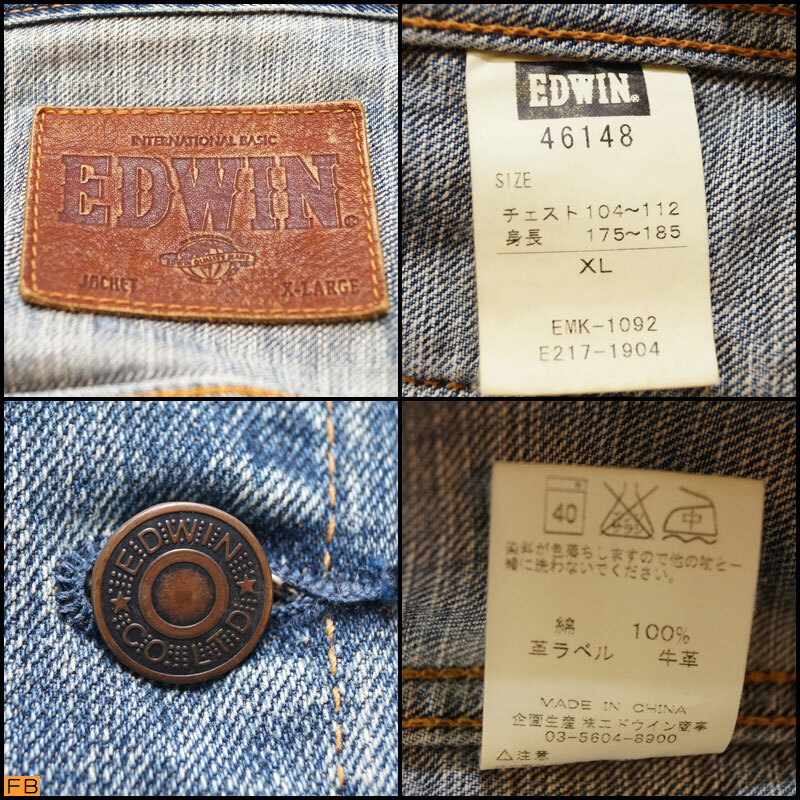 INTERNATIONAL BASIC
EDWIN®
JACKET X-LARGE
EDWIN®
46148
SIZE
チェスト 104~112
身長 175~185
XL
EMK-1092
E217-1904
EDWIN
CO. LTD
40
中
染料が色落ちしますので他の物と一
緒に洗わないでください。
綿 100%
革ラベル 牛革
MADE IN CHINA
企画生産 ㈱エドウイン商事
03-5604-8900
⚠注意
FB